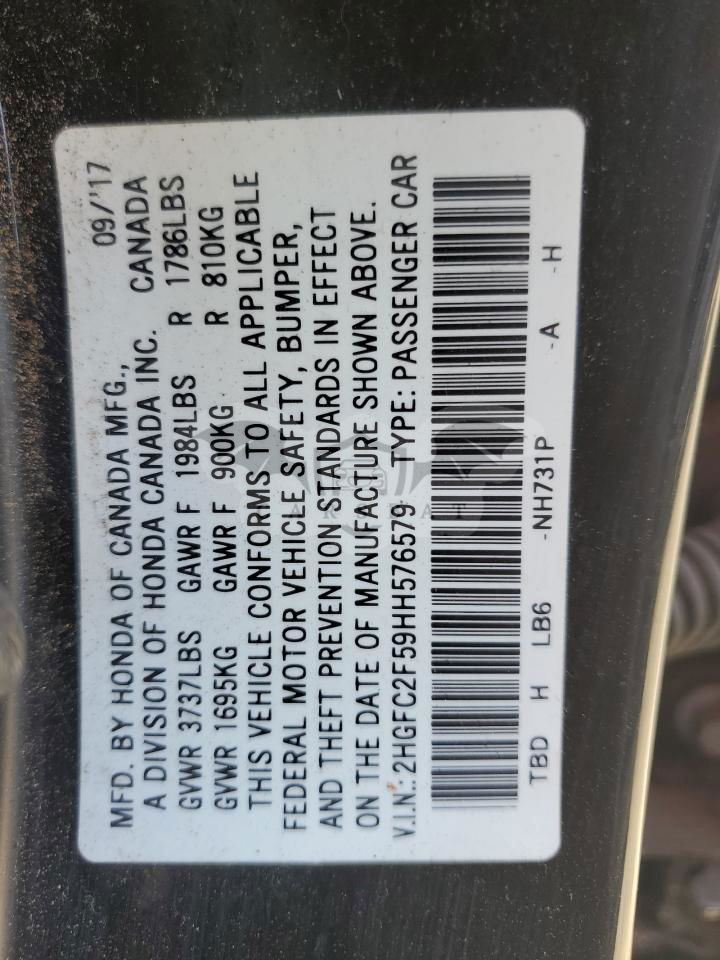 MFD. BY HONDA OF CANADA MFG., 09/'17
A DIVISION OF HONDA CANADA INC. CANADA
GVWR 3737LBS GAWR F 1984LBS R 1786LBS
GVWR 1695KG GAWR F 900KG R 810KG
THIS VEHICLE CONFORMS TO ALL APPLICABLE
FEDERAL MOTOR VEHICLE SAFETY, BUMPER,
AND THEFT PREVENTION STANDARDS IN EFFECT
ON THE DATE OF MANUFACTURE SHOWN ABOVE.
V.I.N.: 2HGFC2F59HH576579 TYPE: PASSENGER CAR
TBD H LB6 -NH731P -A -H